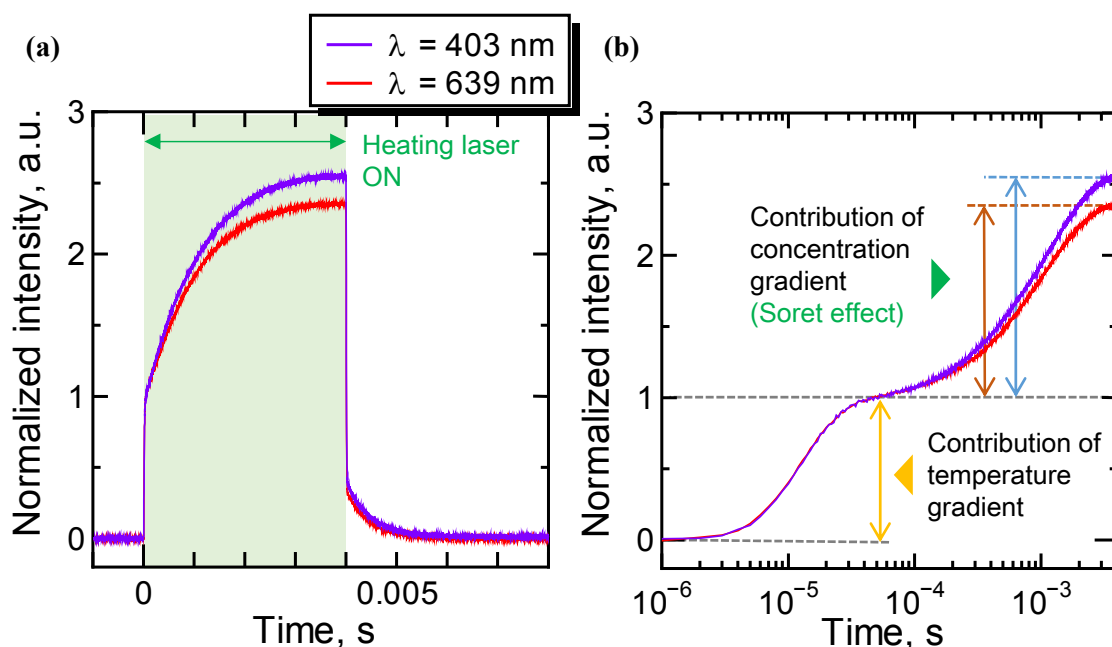 (a)
λ = 403 nm
λ = 639 nm
(b)
Normalized intensity, a.u.
3
2
1
0
Heating laser
ON
0
0.005
Time, s
Normalized intensity, a.u.
3
2
1
0
Contribution of
concentration
gradient
(Soret effect)
Contribution of
temperature
gradient
10⁻⁶
10⁻⁵
10⁻⁴
10⁻³
Time, s